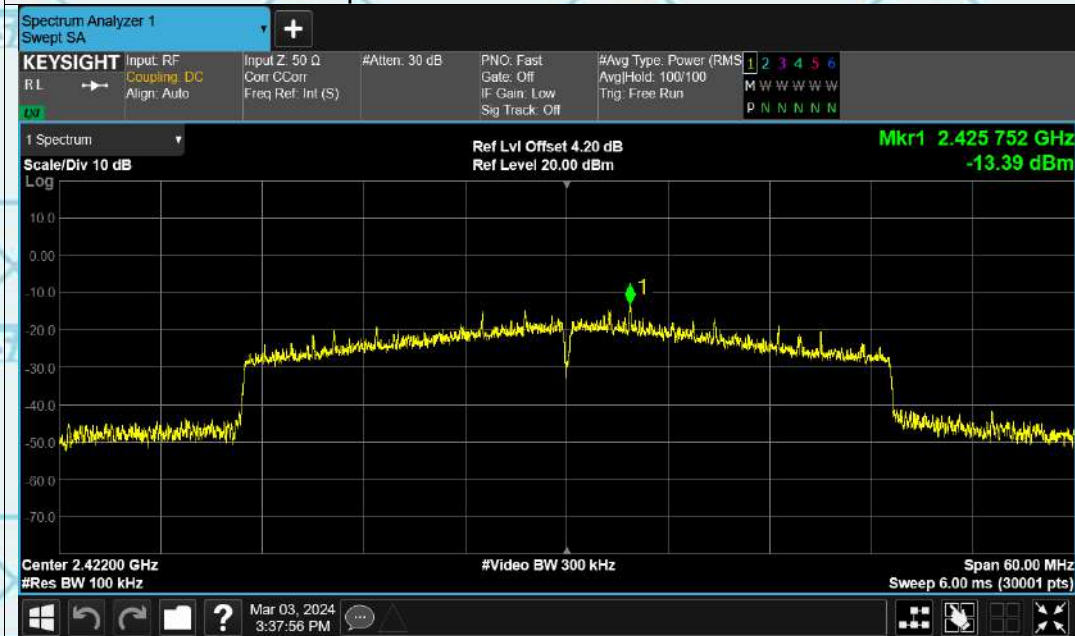 Spectrum Analyzer 1
Swept SA
+
KEYSIGHT
R L
LXI
Input: RF
Coupling: DC
Align: Auto
Input Z: 50 Ω
Corr CCorr
Freq Ref: Int (S)
#Atten: 30 dB
PNO: Fast
Gate: Off
IF Gain: Low
Sig Track: Off
#Avg Type: Power (RMS
Avg|Hold: 100/100
Trig: Free Run
1 2 3 4 5 6
M W W W W W
P N N N N N
1 Spectrum
Scale/Div 10 dB
Ref Lvl Offset 4.20 dB
Ref Level 20.00 dBm
Mkr1 2.425 752 GHz
-13.39 dBm
Log
10.0
0.00
-10.0
-20.0
-30.0
-40.0
-50.0
-60.0
-70.0
1
Center 2.42200 GHz
#Res BW 100 kHz
#Video BW 300 kHz
Span 60.00 MHz
Sweep 6.00 ms (30001 pts)
?
Mar 03, 2024
3:37:56 PM